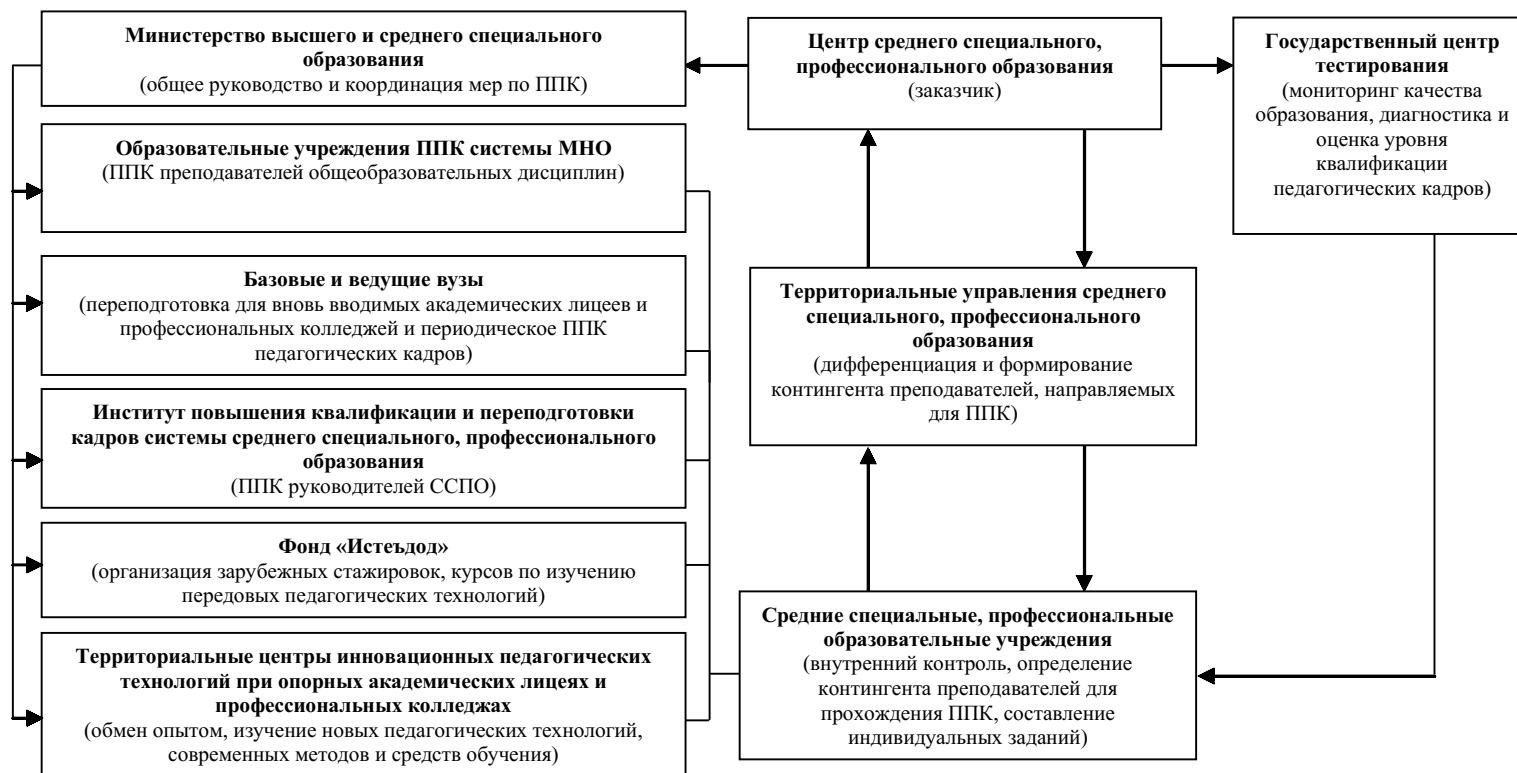 Министерство высшего и среднего специального
образования
(общее руководство и координация мер по ППК)
Образовательные учреждения ППК системы МНО
(ППК преподавателей общеобразовательных дисциплин)
Базовые и ведущие вузы
(переподготовка для вновь вводимых академических лицеев и
профессиональных колледжей и периодическое ППК
педагогических кадров)
Институт повышения квалификации и переподготовки
кадров системы среднего специального, профессионального
образования
(ППК руководителей ССПО)
Фонд «Истеъдод»
(организация зарубежных стажировок, курсов по изучению
передовых педагогических технологий)
Территориальные центры инновационных педагогических
технологий при опорных академических лицеях и
профессиональных колледжах
(обмен опытом, изучение новых педагогических технологий,
современных методов и средств обучения)
Центр среднего специального,
профессионального образования
(заказчик)
Территориальные управления среднего
специального, профессионального
образования
(дифференциация и формирование
контингента преподавателей, направляемых
для ППК)
Средние специальные, профессиональные
образовательные учреждения
(внутренний контроль, определение
контингента преподавателей для
прохождения ППК, составление
индивидуальных заданий)
Государственный центр
тестирования
(мониторинг качества
образования, диагностика и
оценка уровня
квалификации
педагогических кадров)